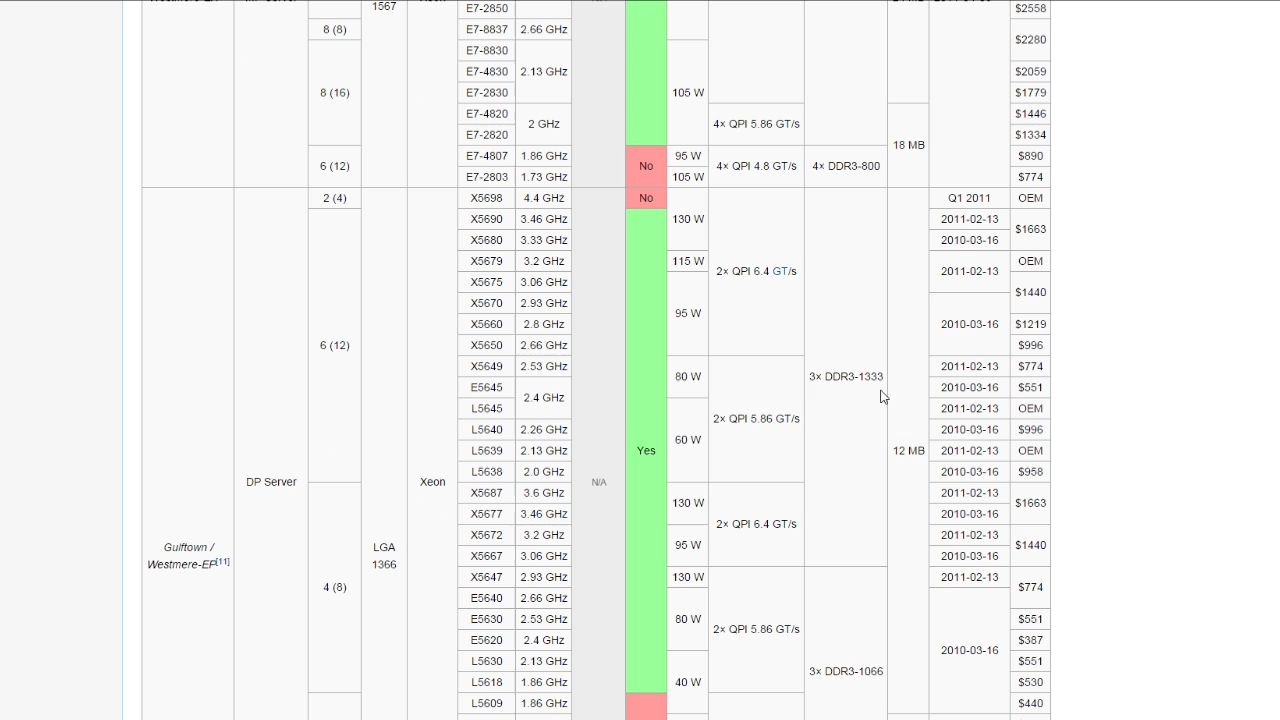 1567
E7-2850
$2558
8 (8)
E7-8837
2.66 GHz
$2280
E7-8830
8 (16)
E7-4830
2.13 GHz
105 W
$2059
E7-2830
$1779
E7-4820
2 GHz
4× QPI 5.86 GT/s
18 MB
$1446
E7-2820
$1334
6 (12)
E7-4807
1.86 GHz
No
95 W
4× QPI 4.8 GT/s
4× DDR3-800
$890
E7-2803
1.73 GHz
105 W
$774
Gulftown /
Westmere-EP[11]
DP Server
2 (4)
LGA
1366
Xeon
X5698
4.4 GHz
N/A
No
130 W
2× QPI 6.4 GT/s
3× DDR3-1333
12 MB
Q1 2011
OEM
6 (12)
X5690
3.46 GHz
Yes
2011-02-13
$1663
X5680
3.33 GHz
2010-03-16
X5679
3.2 GHz
115 W
2011-02-13
OEM
X5675
3.06 GHz
95 W
$1440
X5670
2.93 GHz
2010-03-16
X5660
2.8 GHz
$1219
X5650
2.66 GHz
$996
X5649
2.53 GHz
80 W
2× QPI 5.86 GT/s
2011-02-13
$774
E5645
2.4 GHz
2010-03-16
$551
L5645
60 W
2011-02-13
OEM
L5640
2.26 GHz
2010-03-16
$996
L5639
2.13 GHz
2011-02-13
OEM
L5638
2.0 GHz
2010-03-16
$958
4 (8)
X5687
3.6 GHz
130 W
2× QPI 6.4 GT/s
2011-02-13
$1663
X5677
3.46 GHz
2010-03-16
X5672
3.2 GHz
95 W
2011-02-13
$1440
X5667
3.06 GHz
2010-03-16
X5647
2.93 GHz
130 W
2× QPI 5.86 GT/s
3× DDR3-1066
2011-02-13
$774
E5640
2.66 GHz
80 W
2010-03-16
E5630
2.53 GHz
$551
E5620
2.4 GHz
$387
L5630
2.13 GHz
40 W
$551
L5618
1.86 GHz
$530
L5609
1.86 GHz
$440